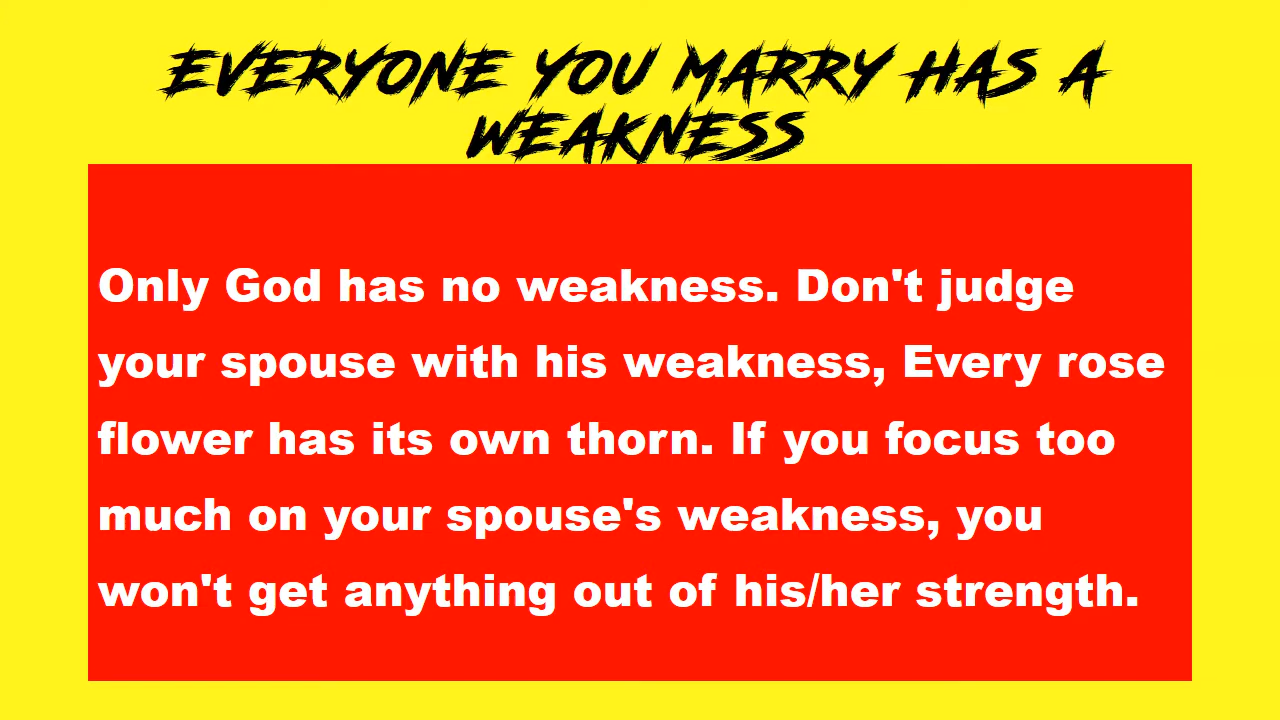 EVERYONE YOU MARRY HAS A
WEAKNESS
Only God has no weakness. Don't judge
your spouse with his weakness, Every rose
flower has its own thorn. If you focus too
much on your spouse's weakness, you
won't get anything out of his/her strength.